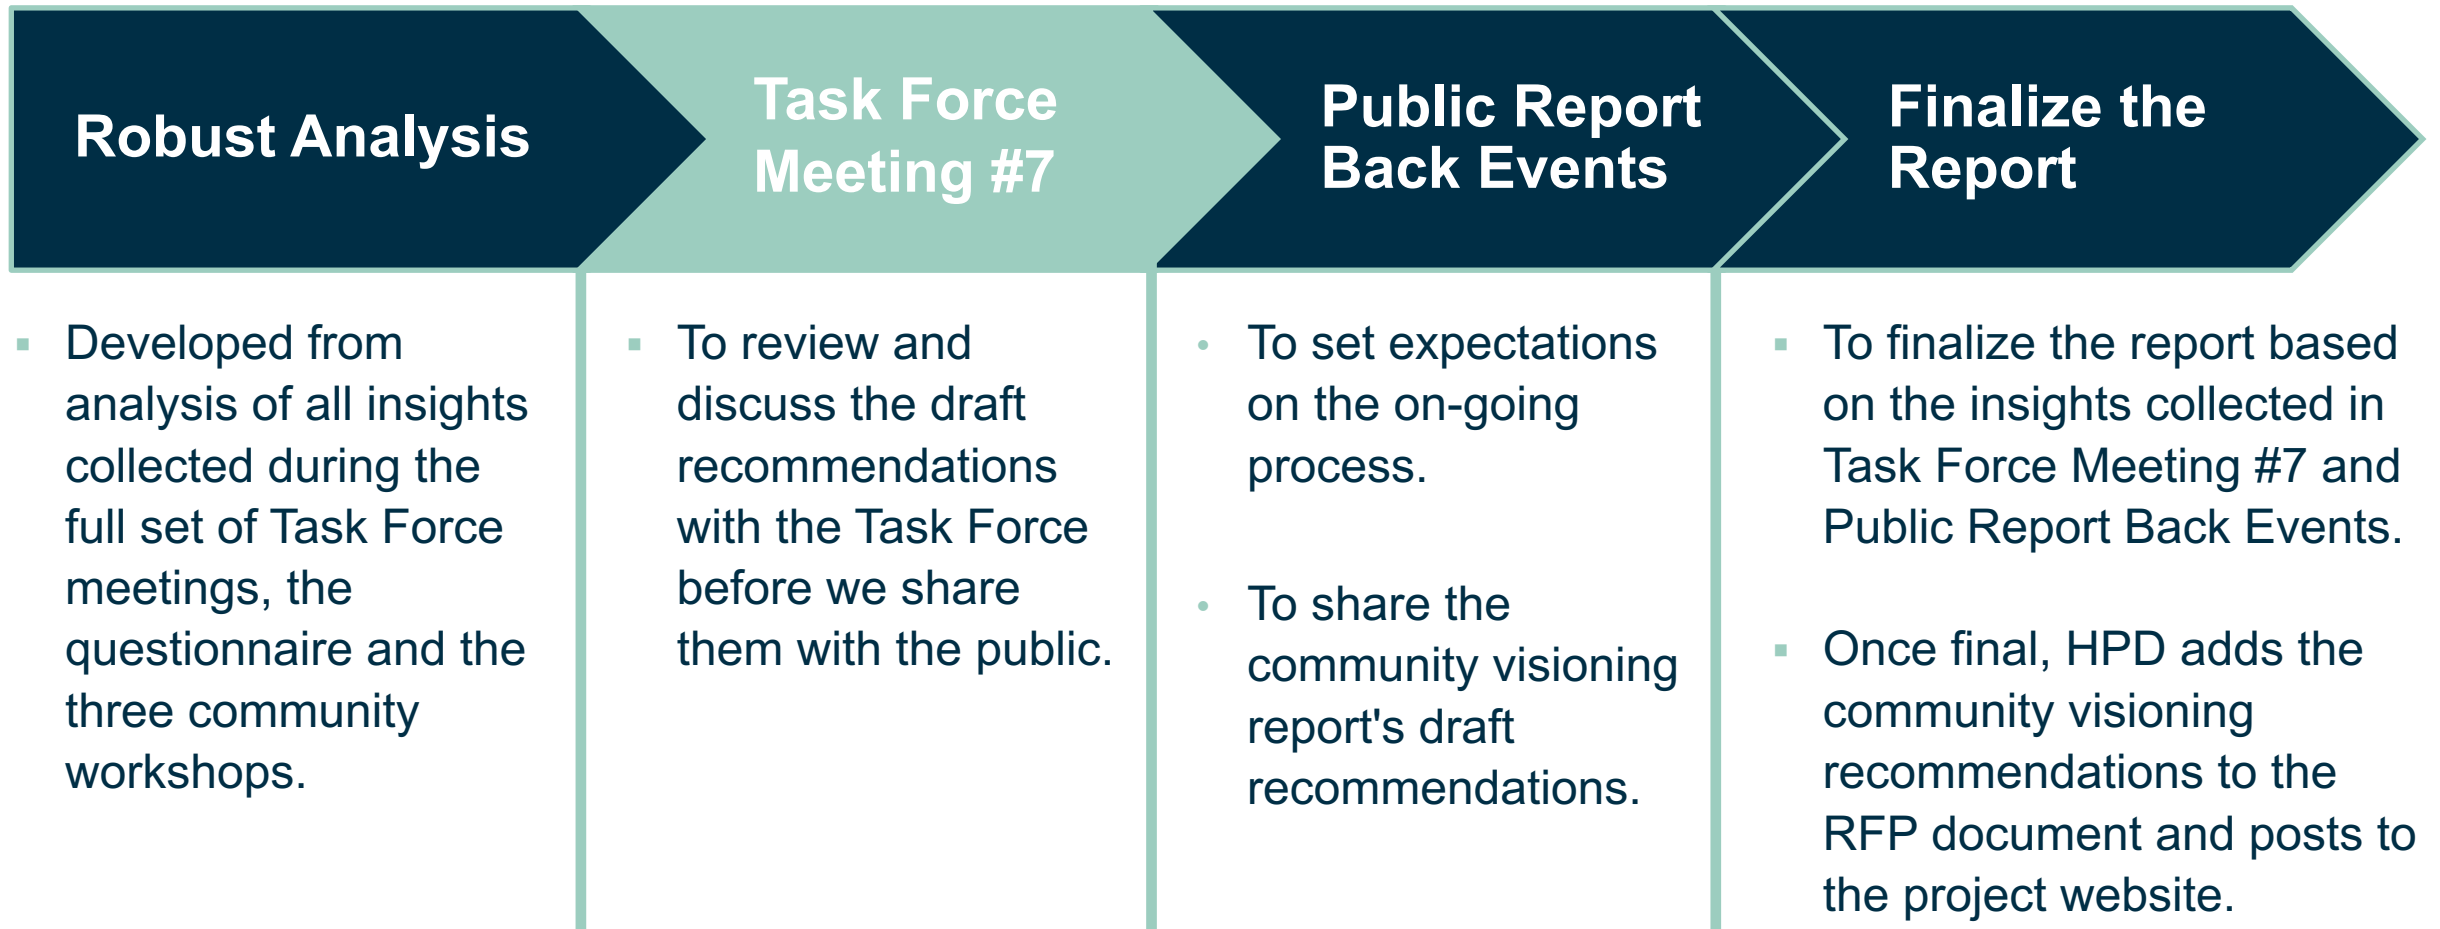 Robust Analysis
Task Force
Meeting #7
Public Report
Back Events
Finalize the
Report
▪ Developed from
analysis of all insights
collected during the
full set of Task Force
meetings, the
questionnaire and the
three community
workshops.
▪ To review and
discuss the draft
recommendations
with the Task Force
before we share
them with the public.
• To set expectations
on the on-going
process.
• To share the
community visioning
report's draft
recommendations.
▪ To finalize the report based
on the insights collected in
Task Force Meeting #7 and
Public Report Back Events.
▪ Once final, HPD adds the
community visioning
recommendations to the
RFP document and posts to
the project website.